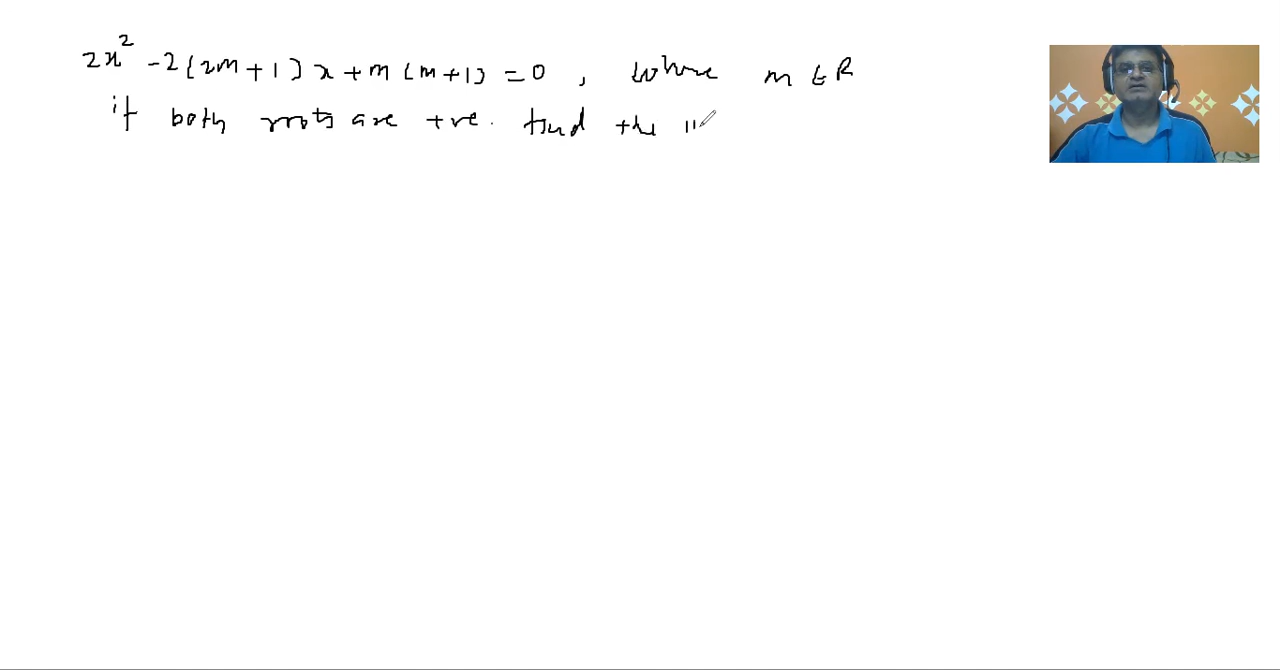 2x² - 2(2m+1)x + m(m+1) = 0 , where m ∈ R
if both roots are +ve. find the